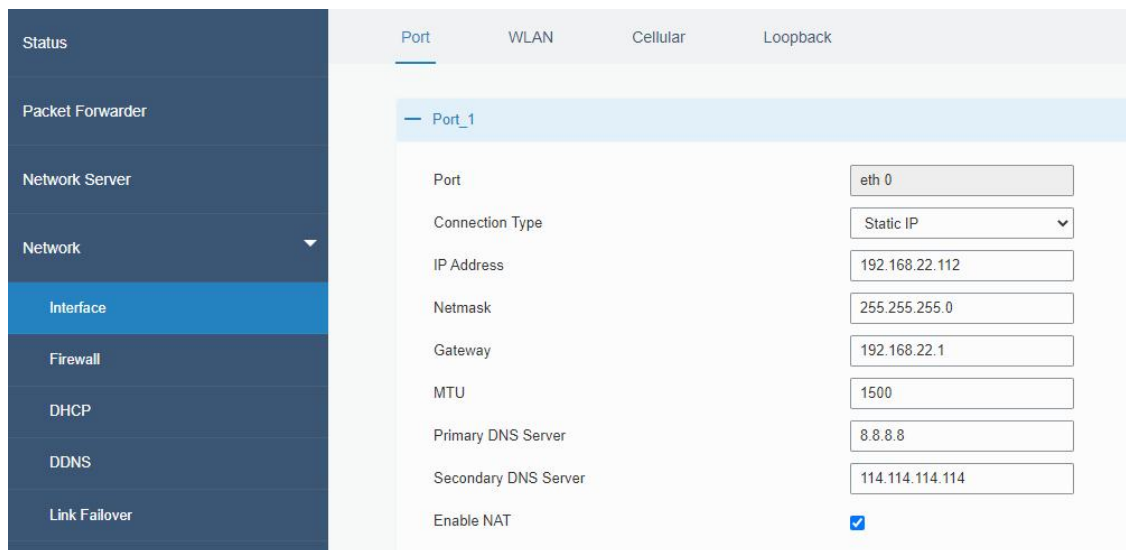 Status
Packet Forwarder
Network Server
Network
Interface
Firewall
DHCP
DDNS
Link Failover
Port WLAN Cellular Loopback
Port_1
Port eth 0
Connection Type Static IP
IP Address 192.168.22.112
Netmask 255.255.255.0
Gateway 192.168.22.1
MTU 1500
Primary DNS Server 8.8.8.8
Secondary DNS Server 114.114.114.114
Enable NAT